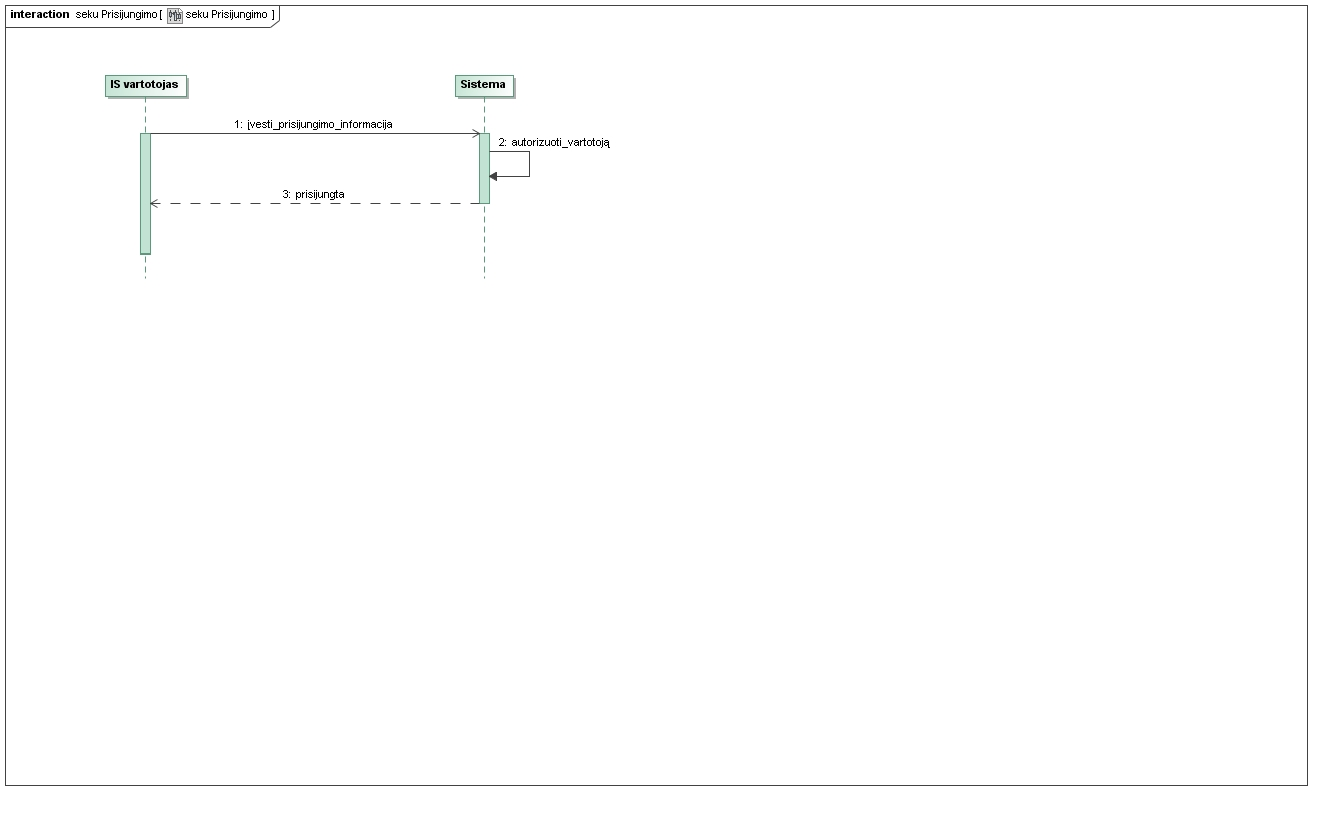 interaction seku Prisijungimo [ seku Prisijungimo ]
IS vartotojas
Sistema
1: įvesti_prisijungimo_informacija
2: autorizuoti_vartotoją
3: prisijungta